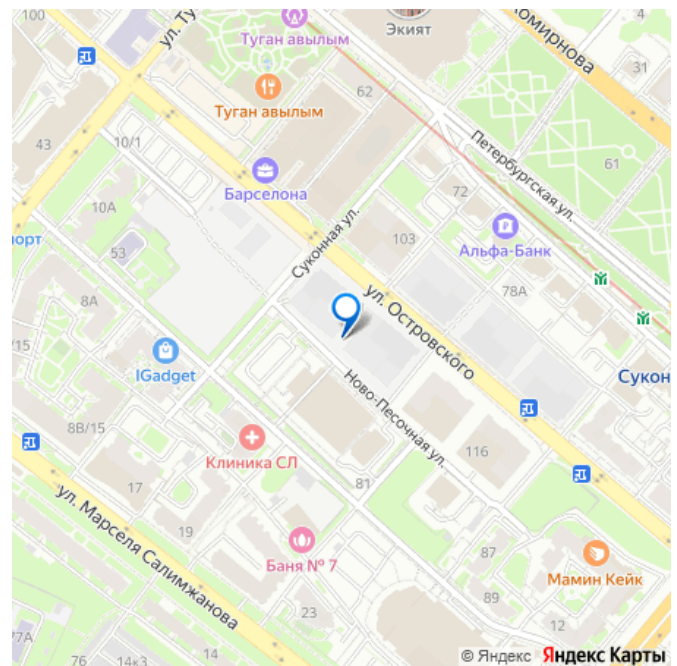 100
ул. Ту
Туган авылым
Экият
комирнова
31
Туган авылым
62
43
10/1
Петербургская ул.
61
Барселона
72
10А
Суконная ул.
порт
53
103
Альфа-Банк
78А
8А
ул. Островского
/15
IGadget
Сукон
Ново-Песочная ул.
8В/15
Клиника СЛ
116
17
81
ул. Марселя Салимжанова
19
87
Баня № 7
Мамин Кейк
89
23
12
77А
76
14к3
14
© Яндекс Яндекс Карты